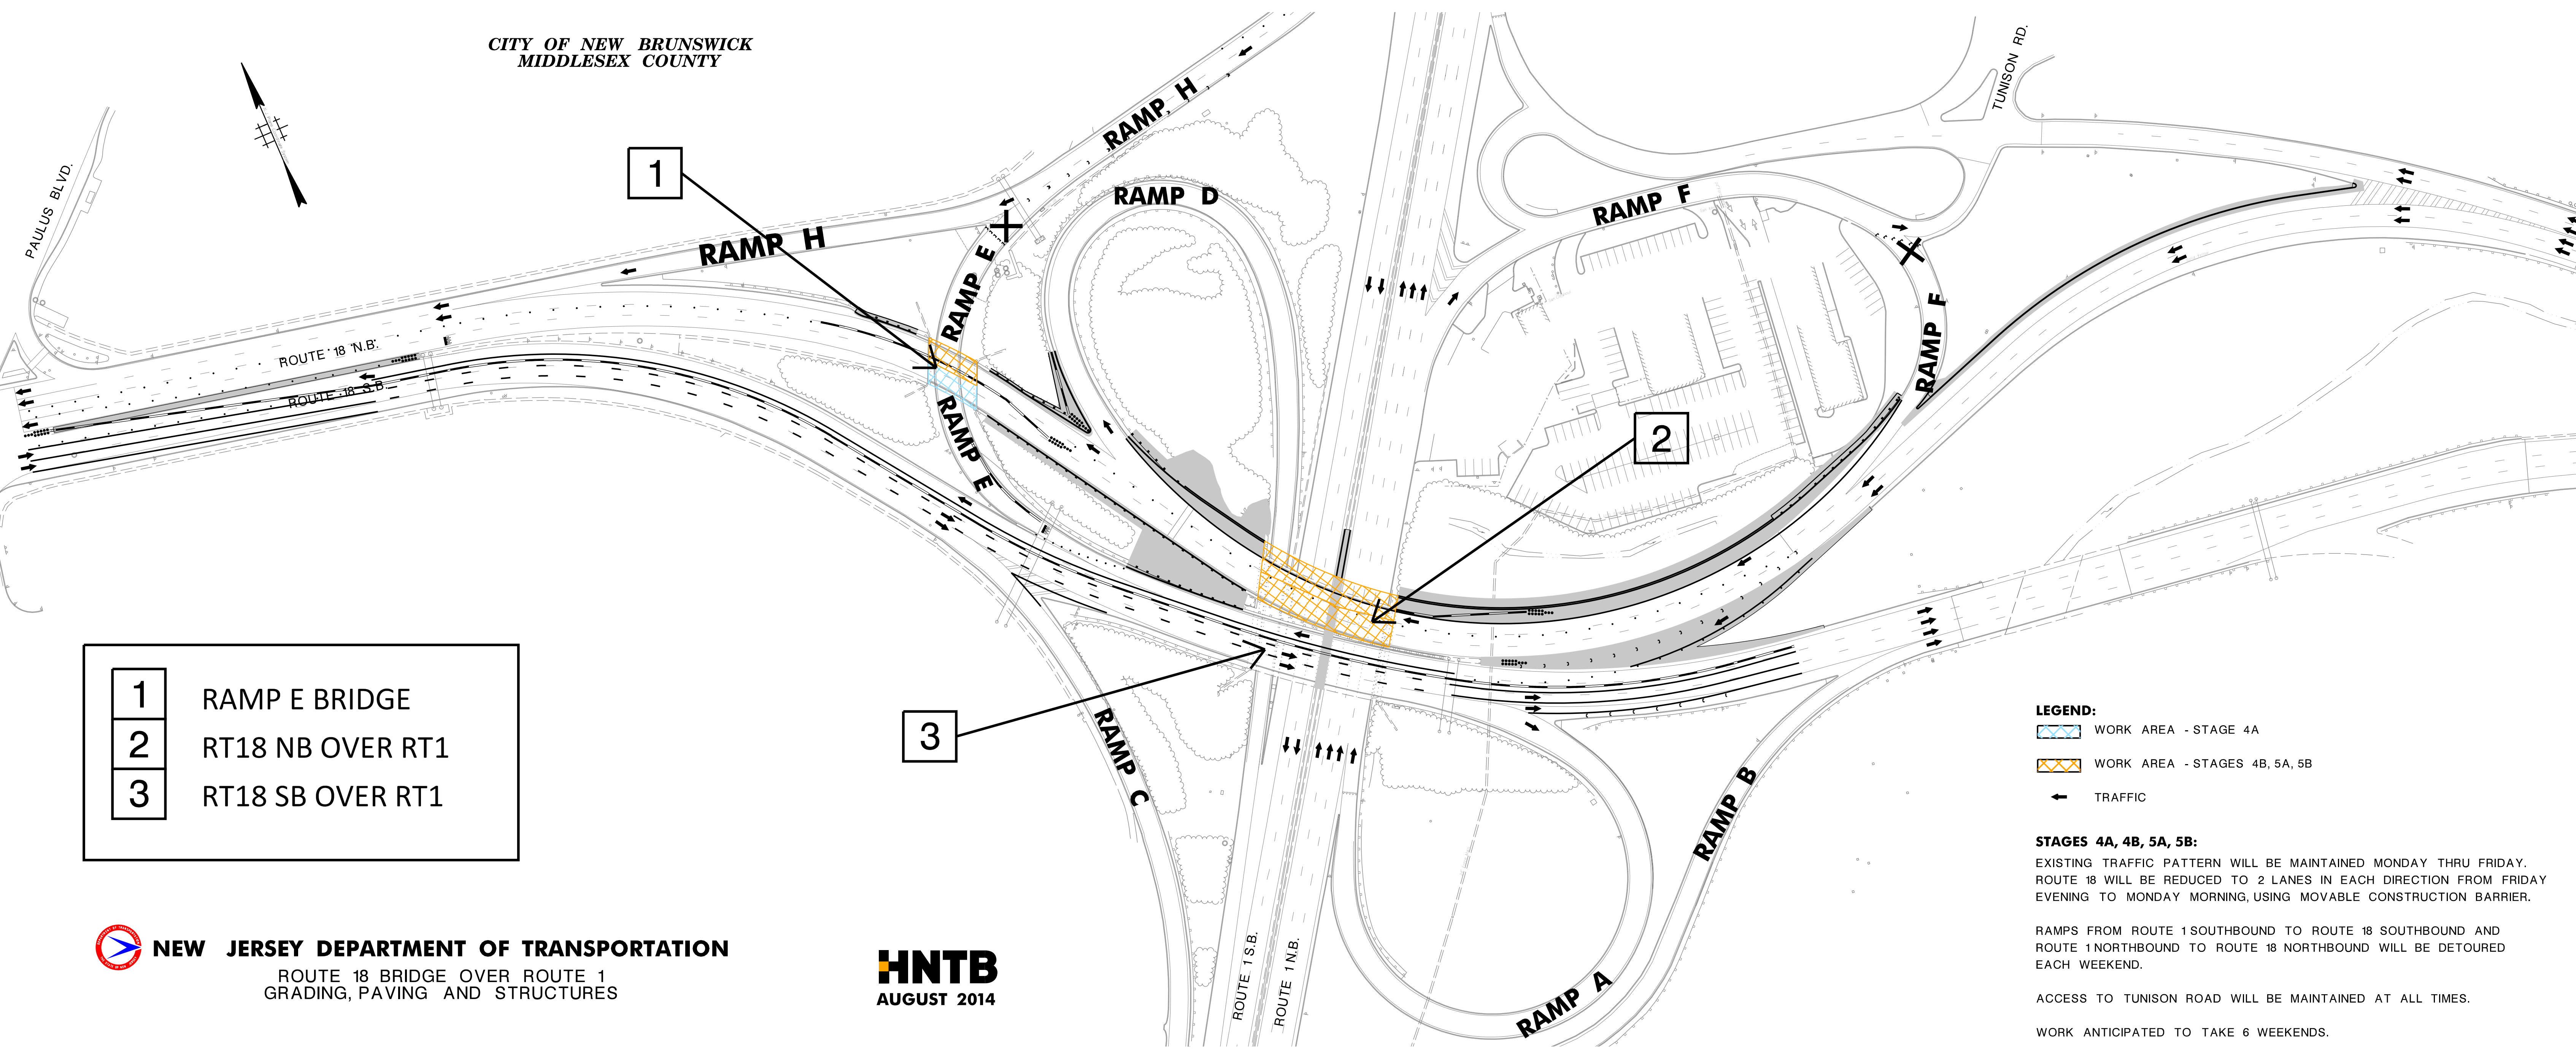 CITY OF NEW BRUNSWICK
MIDDLESEX COUNTY
TUNISON RD.
PAULUS BLVD.
RAMP H
1
RAMP D
RAMP F
RAMP H
RAMP E
RAMP F
ROUTE 18 N.B.
ROUTE 18 S.B.
RAMP E
2
3
RAMP C
RAMP B
RAMP A
ROUTE 1 S.B.
ROUTE 1 N.B.
1 RAMP E BRIDGE
2 RT18 NB OVER RT1
3 RT18 SB OVER RT1
NEW JERSEY DEPARTMENT OF TRANSPORTATION
ROUTE 18 BRIDGE OVER ROUTE 1
GRADING, PAVING AND STRUCTURES
HNTB
AUGUST 2014
LEGEND:
WORK AREA - STAGE 4A
WORK AREA - STAGES 4B, 5A, 5B
TRAFFIC
STAGES 4A, 4B, 5A, 5B:
EXISTING TRAFFIC PATTERN WILL BE MAINTAINED MONDAY THRU FRIDAY.
ROUTE 18 WILL BE REDUCED TO 2 LANES IN EACH DIRECTION FROM FRIDAY
EVENING TO MONDAY MORNING, USING MOVABLE CONSTRUCTION BARRIER.
RAMPS FROM ROUTE 1 SOUTHBOUND TO ROUTE 18 SOUTHBOUND AND
ROUTE 1 NORTHBOUND TO ROUTE 18 NORTHBOUND WILL BE DETOURED
EACH WEEKEND.
ACCESS TO TUNISON ROAD WILL BE MAINTAINED AT ALL TIMES.
WORK ANTICIPATED TO TAKE 6 WEEKENDS.